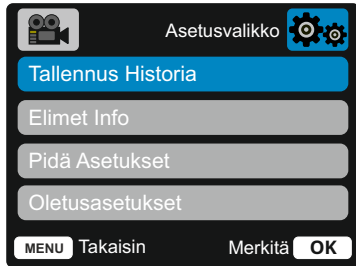 Asetusvalikko
Tallennus Historia
Elimet Info
Pidä Asetukset
Oletusasetukset
MENU Takaisin Merkitä OK